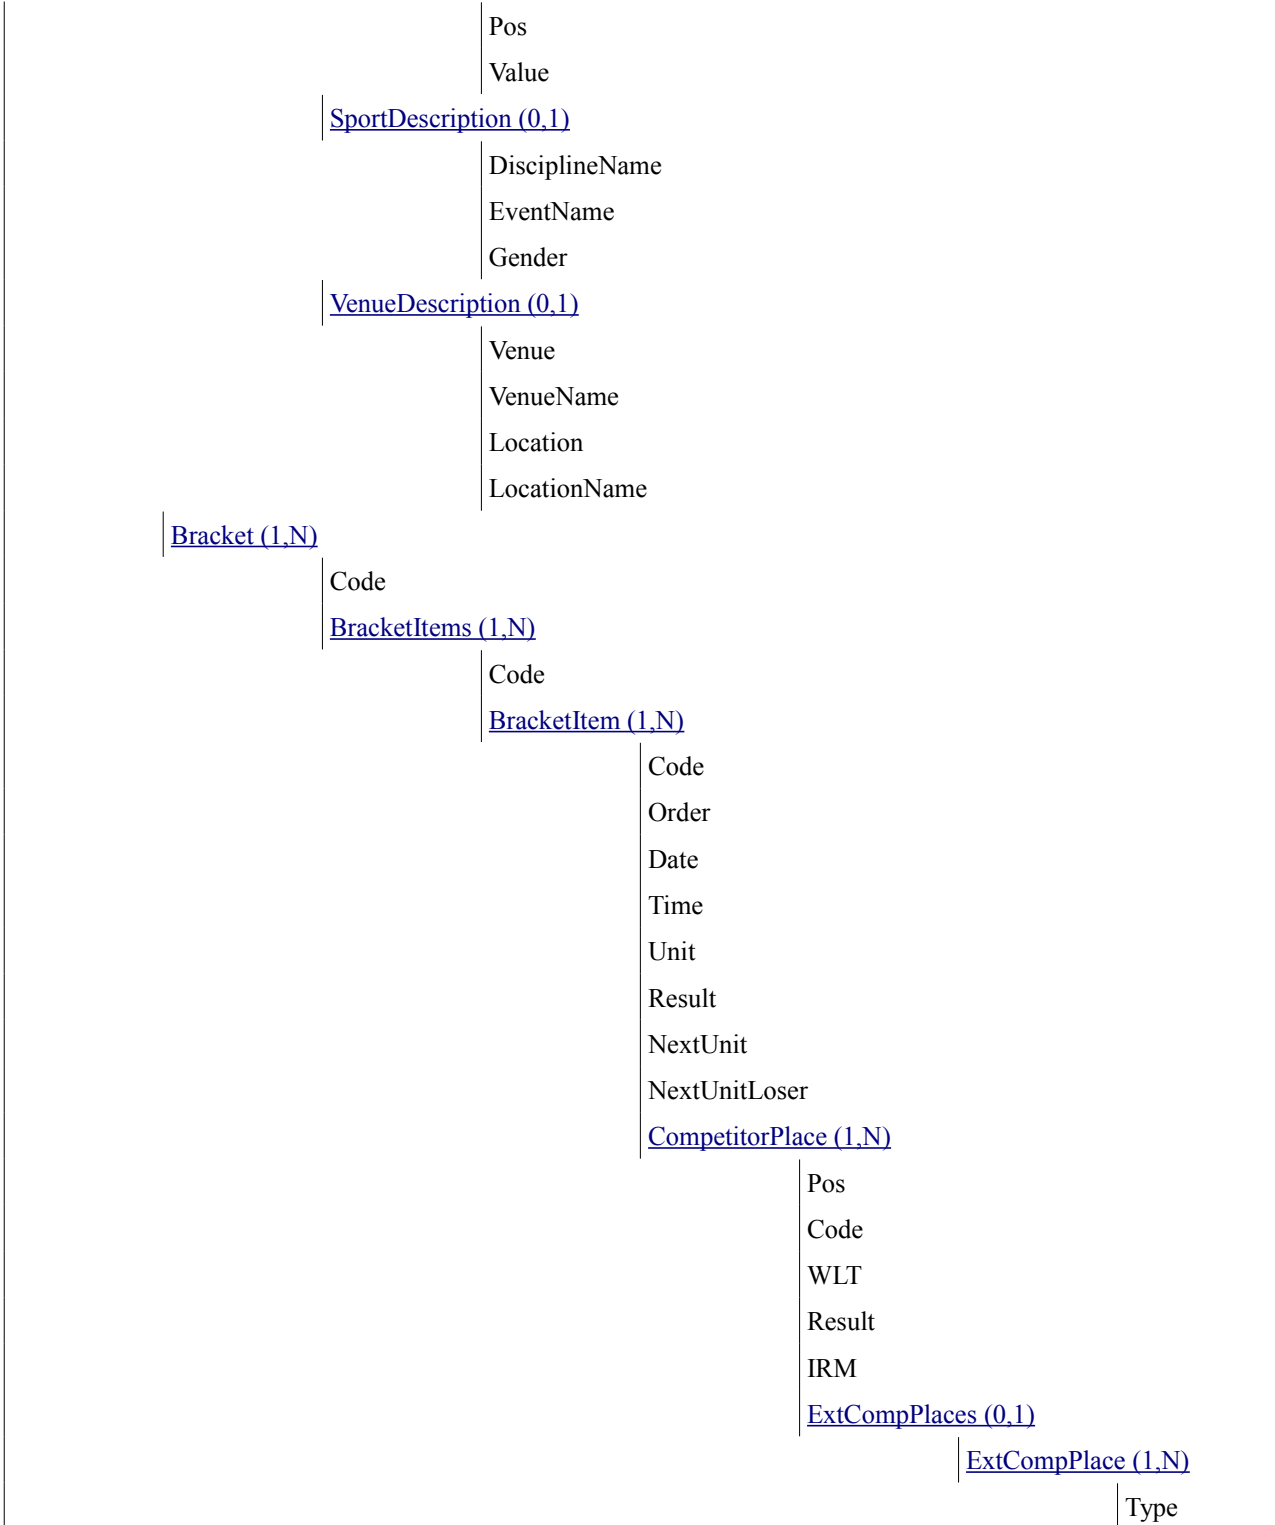 Pos
Value
SportDescription (0,1)
DisciplineName
EventName
Gender
VenueDescription (0,1)
Venue
VenueName
Location
LocationName
Bracket (1,N)
Code
BracketItems (1,N)
Code
BracketItem (1,N)
Code
Order
Date
Time
Unit
Result
NextUnit
NextUnitLoser
CompetitorPlace (1,N)
Pos
Code
WLT
Result
IRM
ExtCompPlaces (0,1)
ExtCompPlace (1,N)
Type